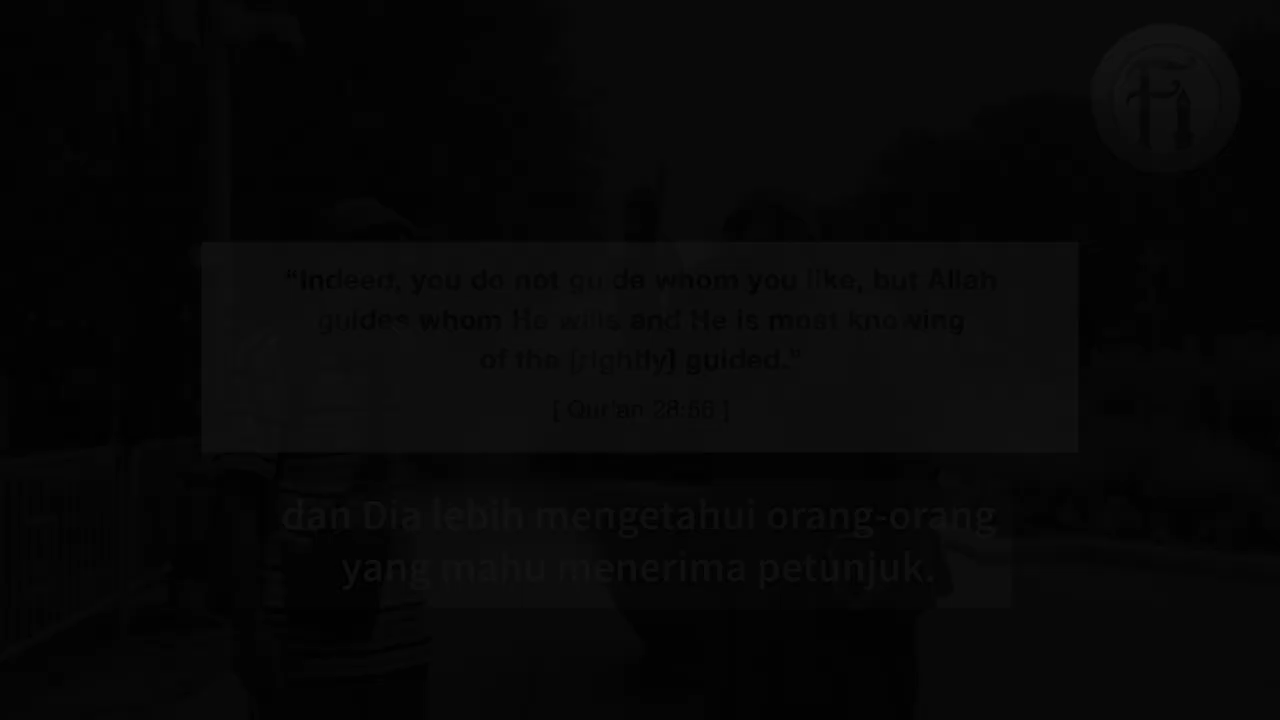 "Indeed, you do not guide whom you like, but Allah
guides whom He wills and He is most knowing
of the [rightly] guided."
[ Qur'an 28:56 ]
dan Dia lebih mengetahui orang-orang
yang mahu menerima petunjuk.